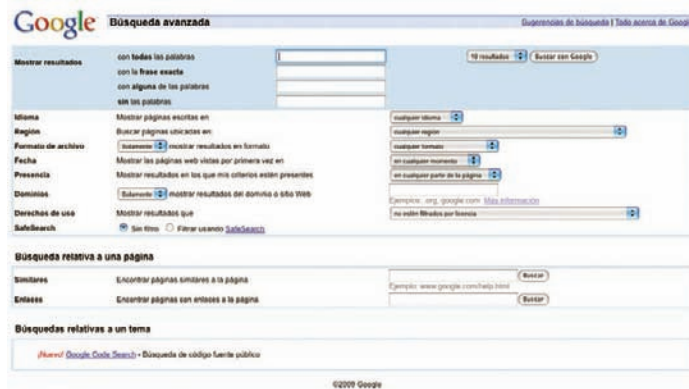 Google Búsqueda avanzada Sugerencias de búsqueda | Todo acerca de Google
Mostrar resultados con todas las palabras 10 resultados Buscar con Google
con la frase exacta
con alguna de las palabras
sin las palabras
Idioma Mostrar páginas escritas en cualquier idioma
Región Buscar páginas ubicadas en: cualquier región
Formato de archivo Solamente mostrar resultados en formato cualquier formato
Fecha Mostrar las páginas web vistas por primera vez en en cualquier momento
Presencia Mostrar resultados en los que mis criterios estén presentes en cualquier parte de la página
Dominios Solamente mostrar resultados del dominio o sitio Web
Ejemplos: .org, google.com Más información
Derechos de uso Mostrar resultados que no estén filtrados por licencia
SafeSearch Sin filtro Filtrar usando SafeSearch
Búsqueda relativa a una página
Similares Encontrar páginas similares a la página Buscar
Ejemplo: www.google.com/help.html
Enlaces Encontrar páginas con enlaces a la página Buscar
Búsquedas relativas a un tema
¡Nuevo! Google Code Search - Búsqueda de código fuente público
©2009 Google